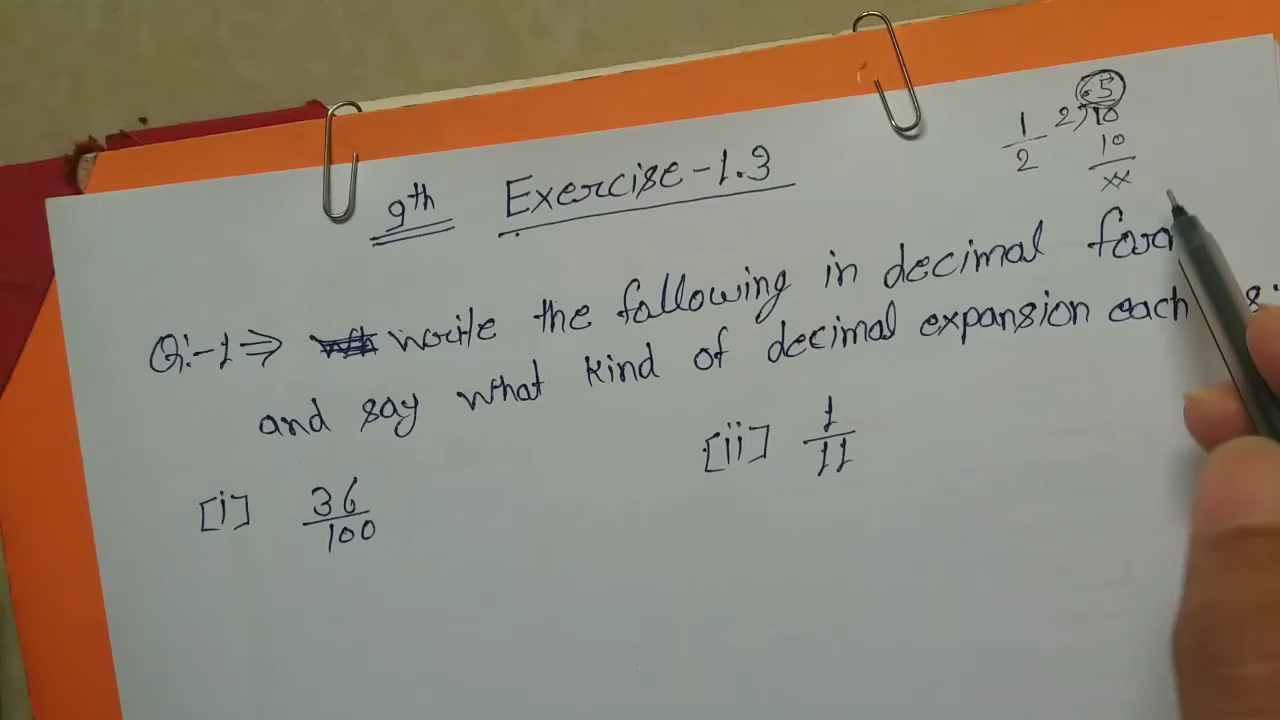 9th Exercise-1.3
1/2 2)10 .5
10
xx
Q:-1⇒ write the following in decimal
and say what kind of decimal expansion each
[i] 36/100 [ii] 1/11